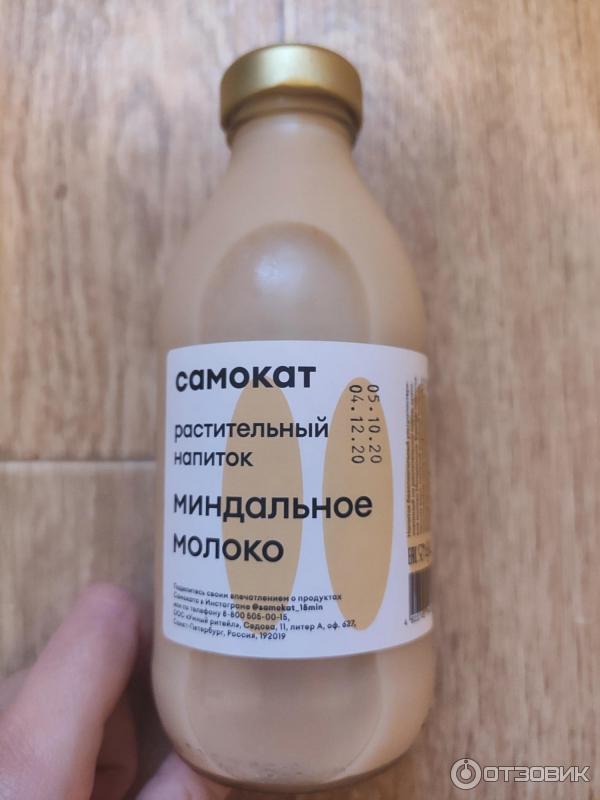 самокат
растительный
напиток
миндальное
молоко
05.10.20
04.12.20
Поделитесь своим впечатлением о продуктах
Самоката в Инстаграме @samokat_15min
или по телефону 8-800 505-00-15,
ООО «Умный ритейл», Седова, 11, литер А, оф. 627,
Санкт-Петербург, Россия, 192019
ОТЗОВИК